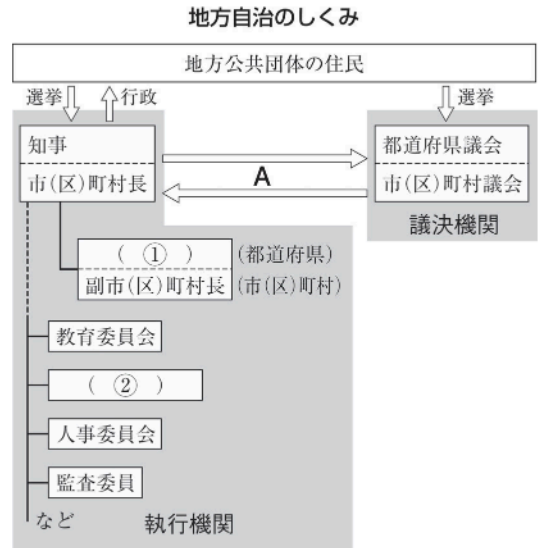 地方自治のしくみ
地方公共団体の住民
選挙 行政 選挙
知事
市(区)町村長
A
都道府県議会
市(区)町村議会
議決機関
( ① ) (都道府県)
副市(区)町村長 (市(区)町村)
教育委員会
( ② )
人事委員会
監査委員
など 執行機関